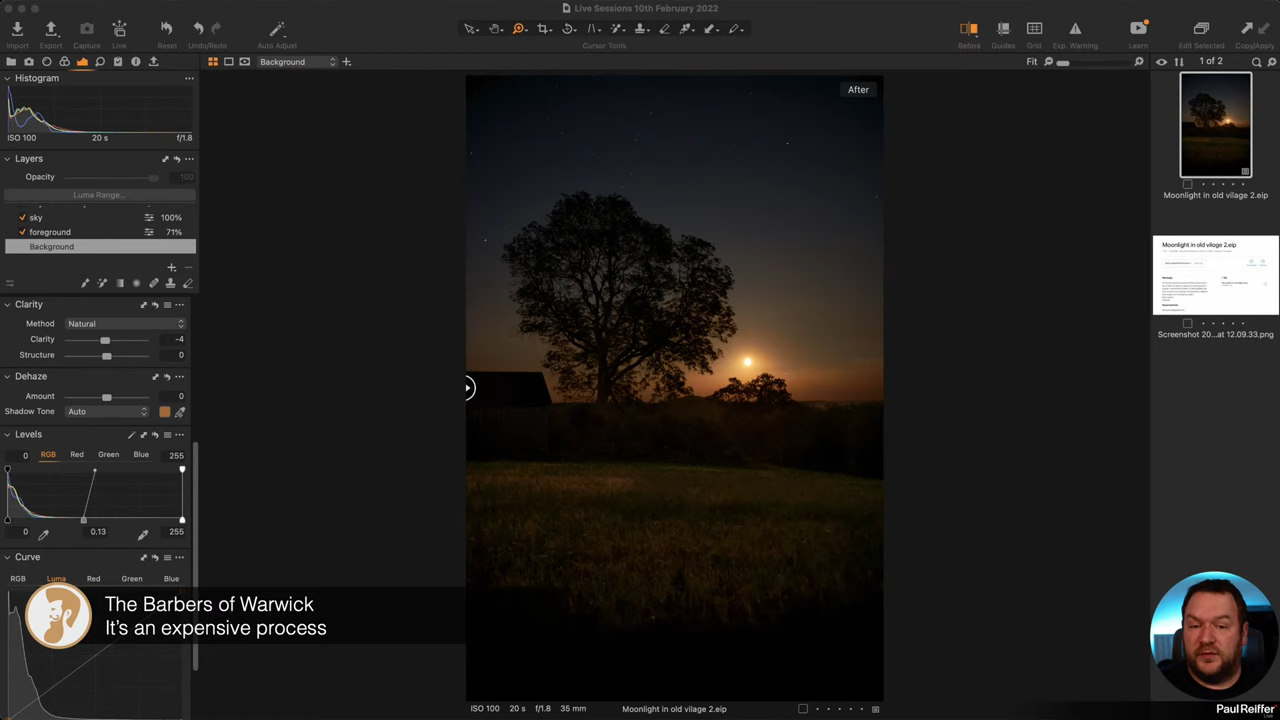 Live Sessions 10th February 2022
Import
Export
Capture
Live
Reset
Undo/Redo
Auto Adjust
Cursor Tools
Before
Guides
Grid
Exp. Warning
Learn
Edit Selected
Copy/Apply
Background
Fit
1 of 2
Histogram
ISO 100 20 s f/1.8
Layers
Opacity 100
Luma Range...
sky 100%
foreground 71%
Background
Clarity
Method Natural
Clarity -4
Structure 0
Dehaze
Amount 0
Shadow Tone Auto
Levels
0 RGB Red Green Blue 255
0 0.13 255
Curve
RGB Luma Red Green Blue
The Barbers of Warwick
It's an expensive process
After
ISO 100 20 s f/1.8 35 mm Moonlight in old vilage 2.eip
Moonlight in old vilage 2.eip
Moonlight in old viloge 2.eip
Screenshot 20...at 12.09.33.png
Paul Reiffer
Live